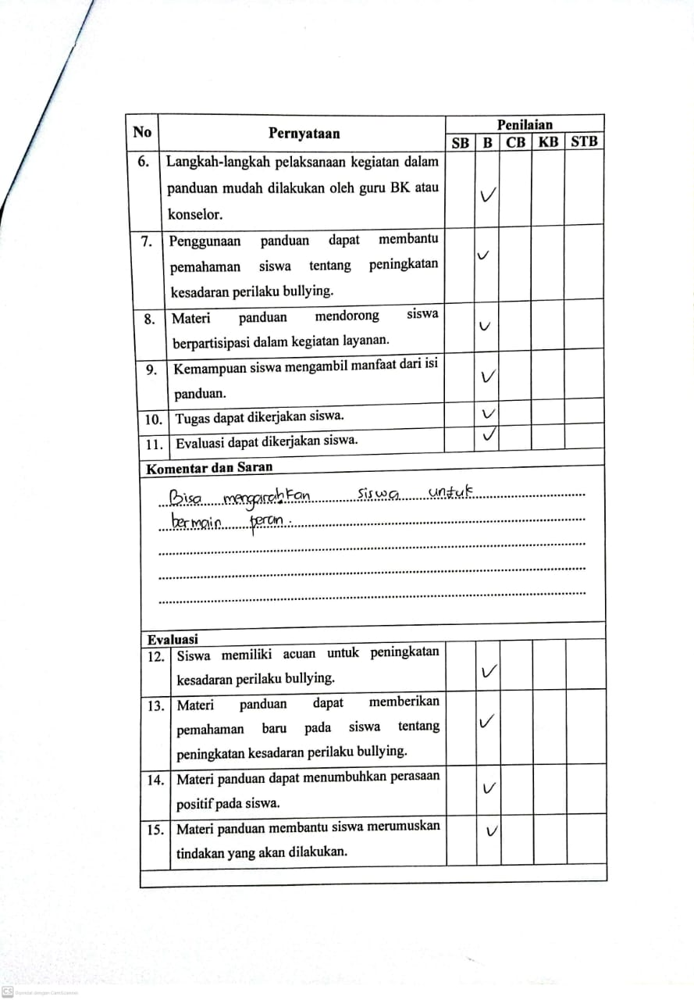 No Pernyataan Penilaian
SB B CB KB STB
6. Langkah-langkah pelaksanaan kegiatan dalam
panduan mudah dilakukan oleh guru BK atau
konselor. ✓
7. Penggunaan panduan dapat membantu
pemahaman siswa tentang peningkatan
kesadaran perilaku bullying. ✓
8. Materi panduan mendorong siswa
berpartisipasi dalam kegiatan layanan. ✓
9. Kemampuan siswa mengambil manfaat dari isi
panduan. ✓
10. Tugas dapat dikerjakan siswa. ✓
11. Evaluasi dapat dikerjakan siswa. ✓
Komentar dan Saran
Bisa mengarahkan siswa untuk
bermain peran.
Evaluasi
12. Siswa memiliki acuan untuk peningkatan
kesadaran perilaku bullying. ✓
13. Materi panduan dapat memberikan
pemahaman baru pada siswa tentang
peningkatan kesadaran perilaku bullying. ✓
14. Materi panduan dapat menumbuhkan perasaan
positif pada siswa. ✓
15. Materi panduan membantu siswa merumuskan
tindakan yang akan dilakukan. ✓
CS Dipindai dengan CamScanner